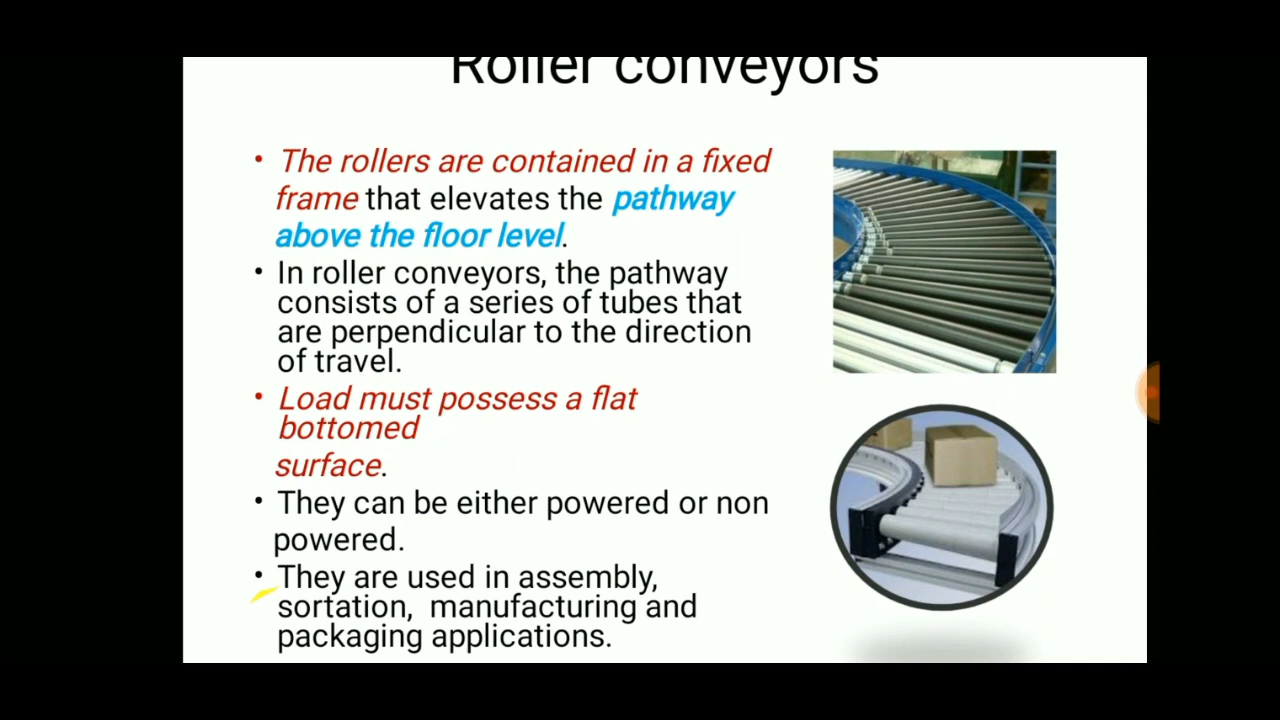 Roller conveyors
• The rollers are contained in a fixed
frame that elevates the pathway
above the floor level.
• In roller conveyors, the pathway
consists of a series of tubes that
are perpendicular to the direction
of travel.
• Load must possess a flat
bottomed
surface.
• They can be either powered or non
powered.
• They are used in assembly,
sortation,  manufacturing and
packaging applications.